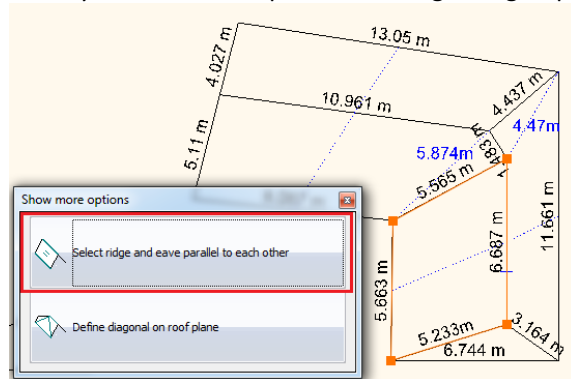 13.05 m
4.027 m
10.961 m
4.437 m
4.47m
5.11 m
1.483 m
5.874m
5.565 m
Show more options
Select ridge and eave parallel to each other
11.661 m
6.687 m
5.663 m
Define diagonal on roof plane
3.164 m
5.233m
6.744 m